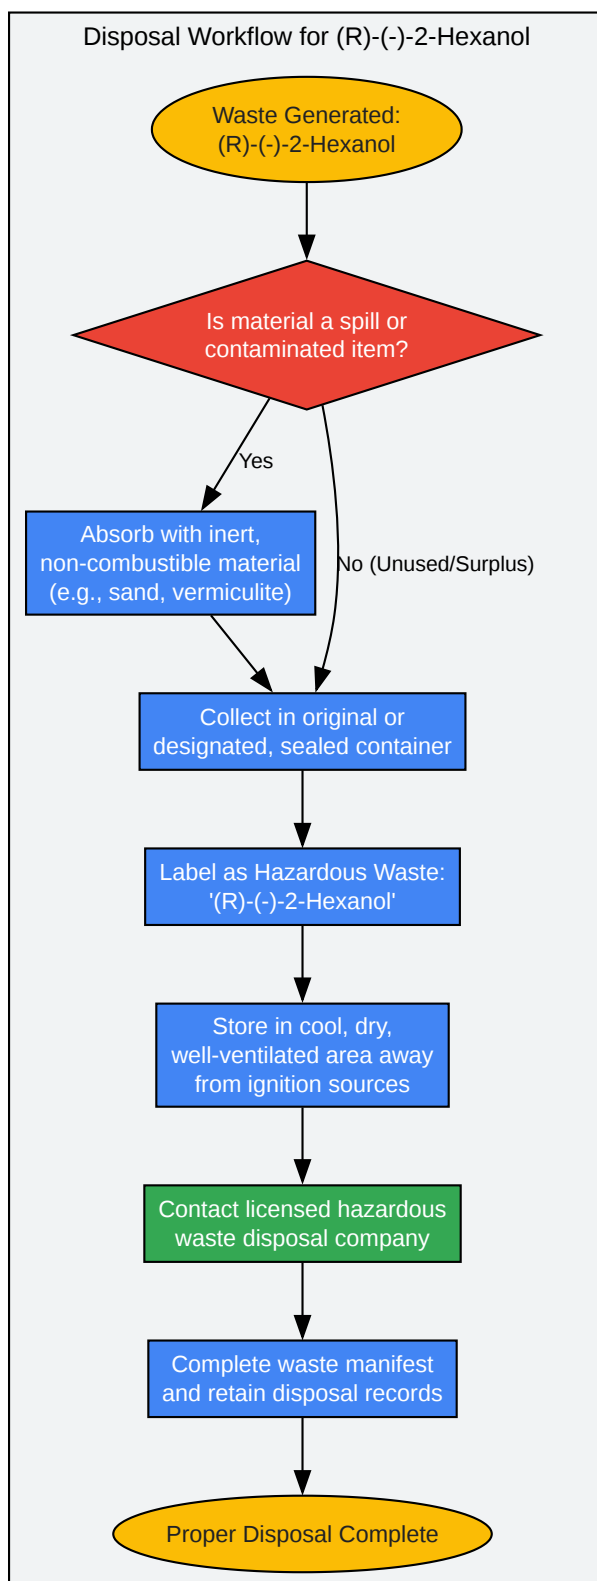 Disposal Workflow for (R)-(-)-2-Hexanol
Waste Generated:
(R)-(-)-2-Hexanol
Is material a spill or
contaminated item?
Yes
Absorb with inert,
non-combustible material
(e.g., sand, vermiculite)
No (Unused/Surplus)
Collect in original or
designated, sealed container
Label as Hazardous Waste:
'(R)-(-)-2-Hexanol'
Store in cool, dry,
well-ventilated area away
from ignition sources
Contact licensed hazardous
waste disposal company
Complete waste manifest
and retain disposal records
Proper Disposal Complete